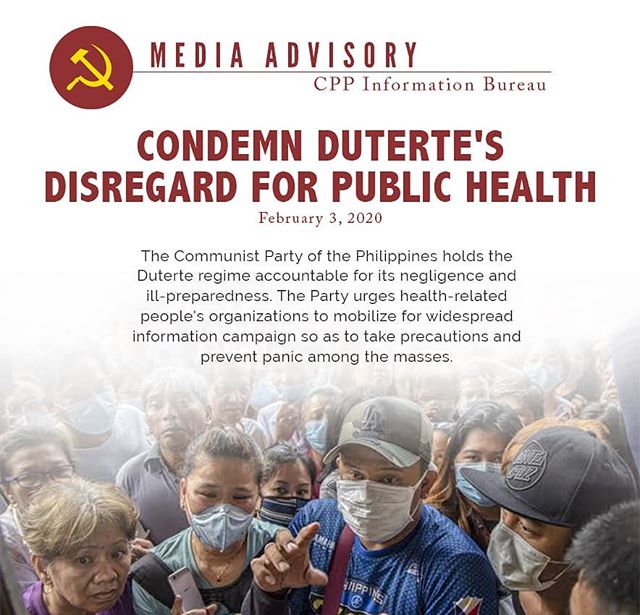 MEDIA ADVISORY
CPP Information Bureau
CONDEMN DUTERTE'S
DISREGARD FOR PUBLIC HEALTH
February 3, 2020
The Communist Party of the Philippines holds the
Duterte regime accountable for its negligence and
ill-preparedness. The Party urges health-related
people's organizations to mobilize for widespread
information campaign so as to take precautions and
prevent panic among the masses.
LA